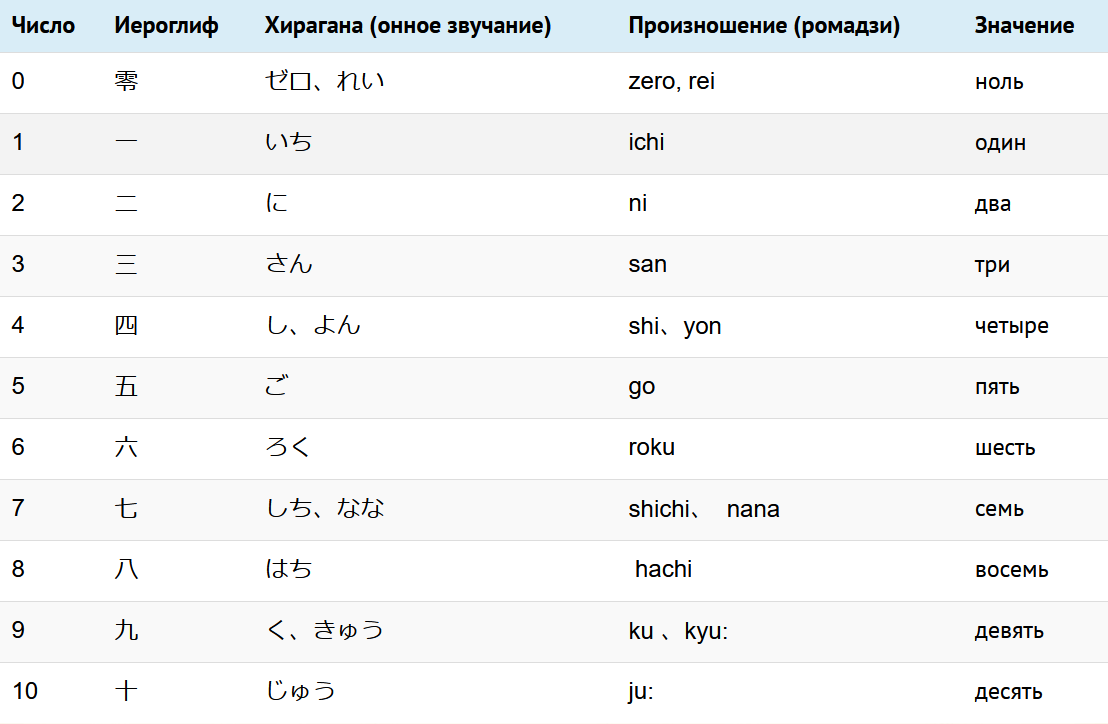 Число Иероглиф Хирагана (онное звучание) Произношение (ромадзи) Значение
0 零 ゼロ、れい zero, rei ноль
1 一 いち ichi один
2 二 に ni два
3 三 さん san три
4 四 し、よん shi、yon четыре
5 五 ご go пять
6 六 ろく roku шесть
7 七 しち、なな shichi、 nana семь
8 八 はち hachi восемь
9 九 く、きゅう ku 、kyu: девять
10 十 じゅう ju: десять